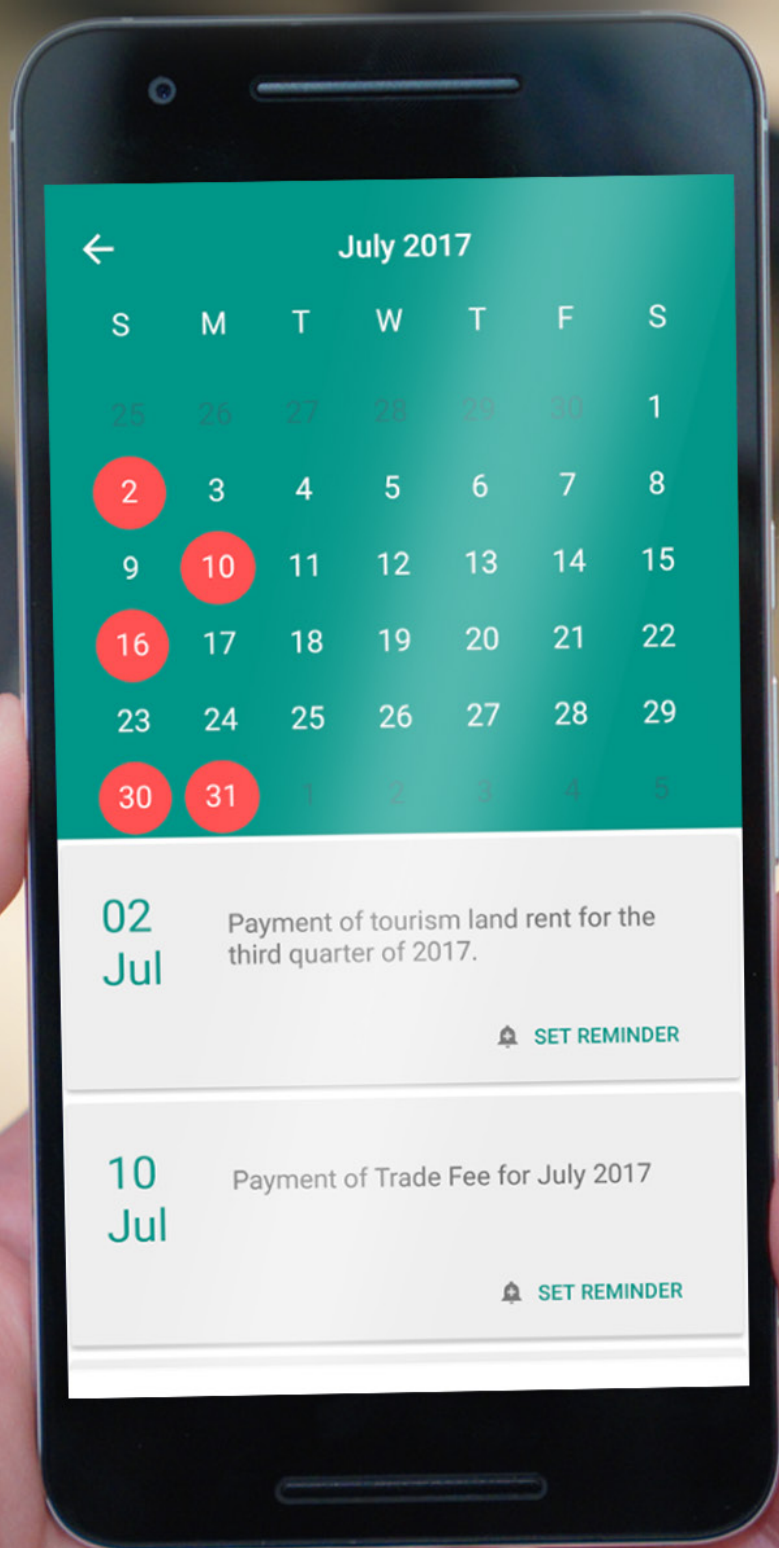 July 2017
S M T W T F S
25 26 27 28 29 30 1
2 3 4 5 6 7 8
9 10 11 12 13 14 15
16 17 18 19 20 21 22
23 24 25 26 27 28 29
30 31 1 2 3 4 5
02
Jul
Payment of tourism land rent for the
third quarter of 2017.
SET REMINDER
10
Jul
Payment of Trade Fee for July 2017
SET REMINDER